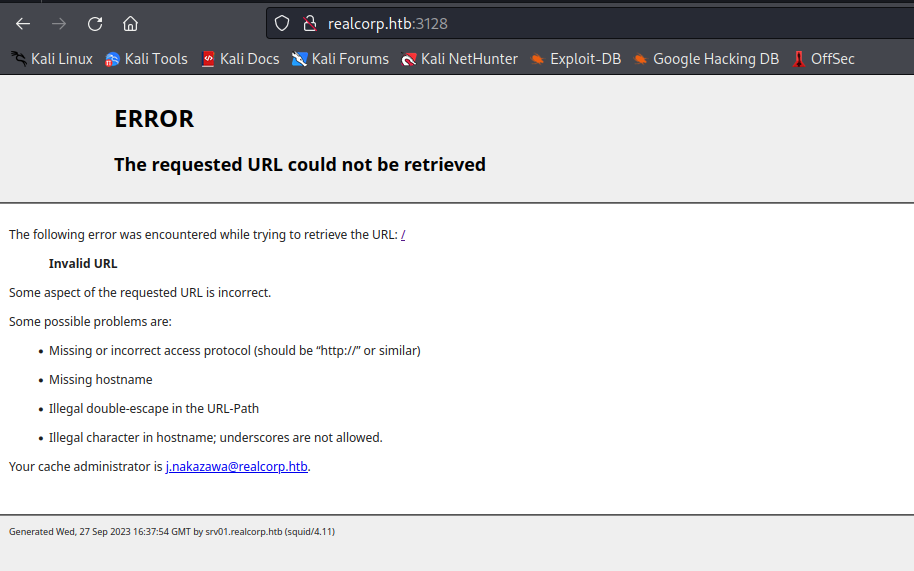 realcorp.htb:3128
Kali Linux Kali Tools Kali Docs Kali Forums Kali NetHunter Exploit-DB Google Hacking DB OffSec
ERROR
The requested URL could not be retrieved
The following error was encountered while trying to retrieve the URL: /
Invalid URL
Some aspect of the requested URL is incorrect.
Some possible problems are:
• Missing or incorrect access protocol (should be “http://” or similar)
• Missing hostname
• Illegal double-escape in the URL-Path
• Illegal character in hostname; underscores are not allowed.
Your cache administrator is j.nakazawa@realcorp.htb.
Generated Wed, 27 Sep 2023 16:37:54 GMT by srv01.realcorp.htb (squid/4.11)